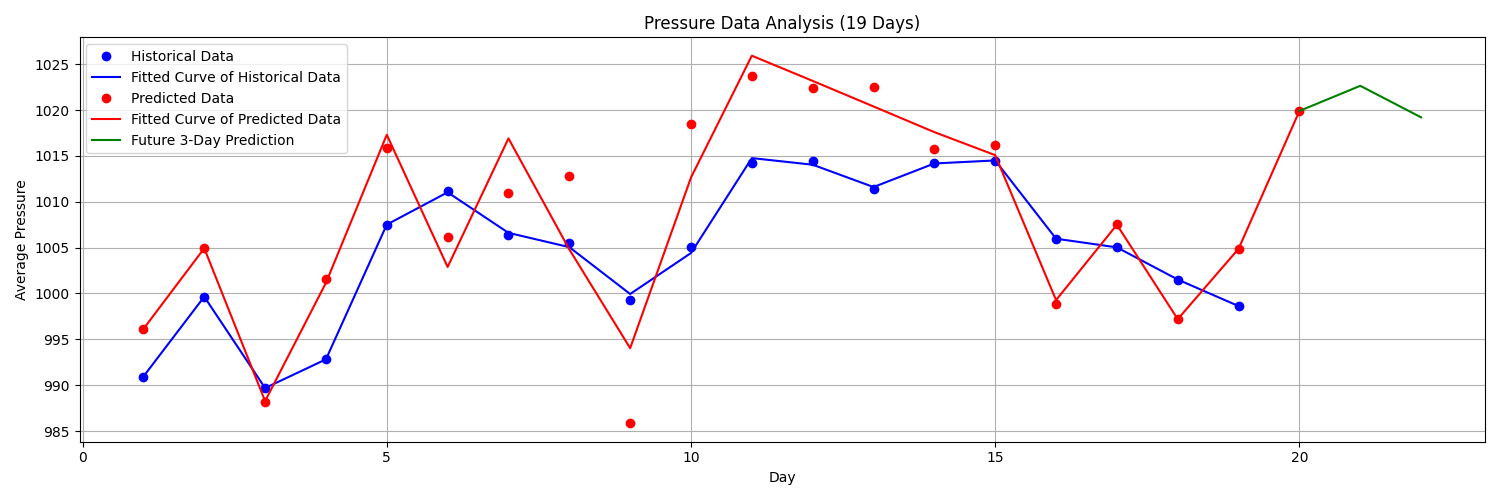 Pressure Data Analysis (19 Days)
Historical Data
Fitted Curve of Historical Data
Predicted Data
Fitted Curve of Predicted Data
Future 3-Day Prediction
Average Pressure
1025
1020
1015
1010
1005
1000
995
990
985
0 5 10 15 20
Day